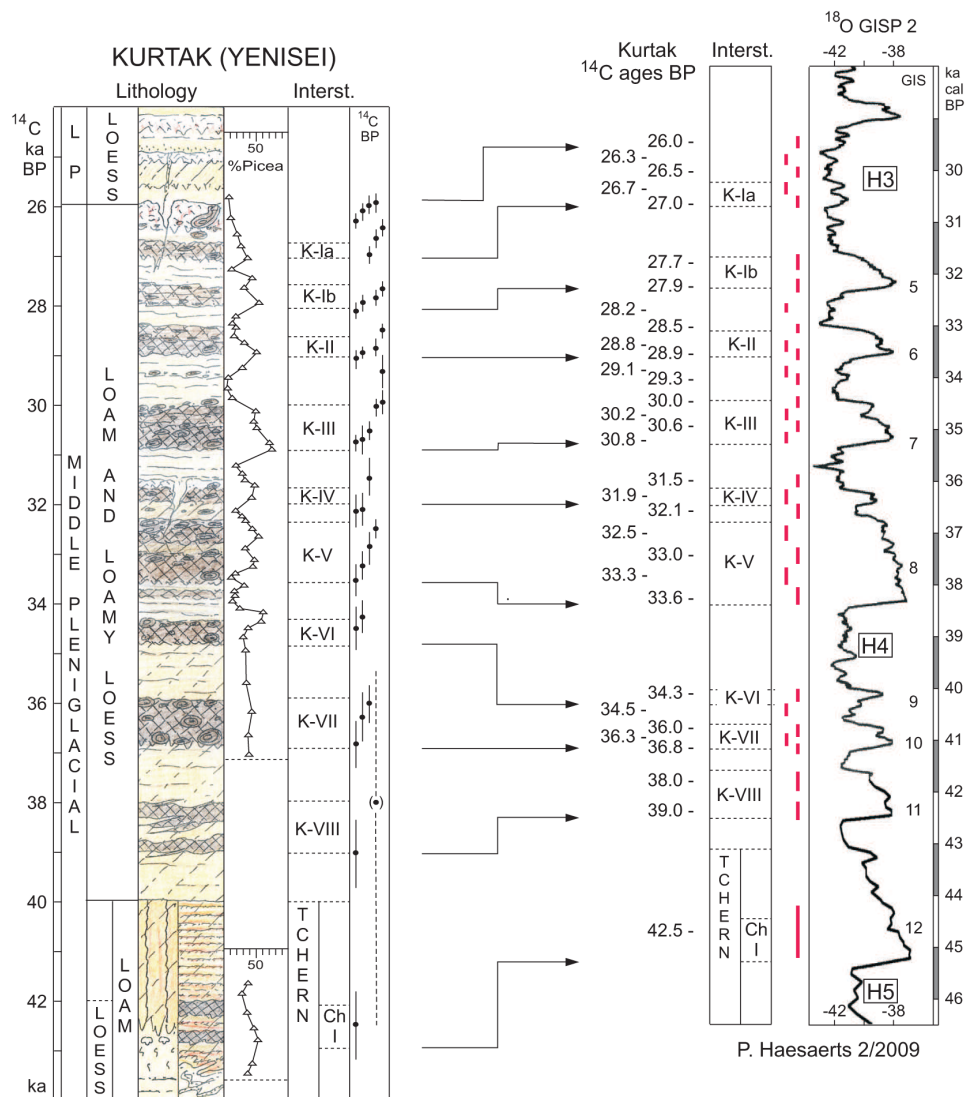 KURTAK (YENISEI)
Lithology
Interst.
14C
ka
BP
L P
LOESS
50
%Picea
14C
BP
26
28
30
32
34
36
38
40
42
ka
MIDDLE PLENIGLACIAL
LOAM AND LOAMY LOESS
LOAM
LOESS
K-Ia
K-Ib
K-II
K-III
K-IV
K-V
K-VI
K-VII
K-VIII
( )
TCHERN
50
Ch
I
Kurtak
14C ages BP
Interst.
26.0 -
26.3 -
26.5 -
26.7 -
27.0 -
27.7 -
27.9 -
28.2 -
28.5 -
28.8 -
28.9 -
29.1 -
29.3 -
30.0 -
30.2 -
30.6 -
30.8 -
31.5 -
31.9 -
32.1 -
32.5 -
33.0 -
33.3 -
33.6 -
34.3 -
34.5 -
36.0 -
36.3 -
36.8 -
38.0 -
39.0 -
42.5 -
K-Ia
K-Ib
K-II
K-III
K-IV
K-V
K-VI
K-VII
K-VIII
TCHERN
Ch
I
18O GISP 2
-42 -38
GIS
ka
cal
BP
H3
5
6
7
8
H4
9
10
11
12
H5
-42 -38
30
31
32
33
34
35
36
37
38
39
40
41
42
43
44
45
46
P. Haesaerts 2/2009